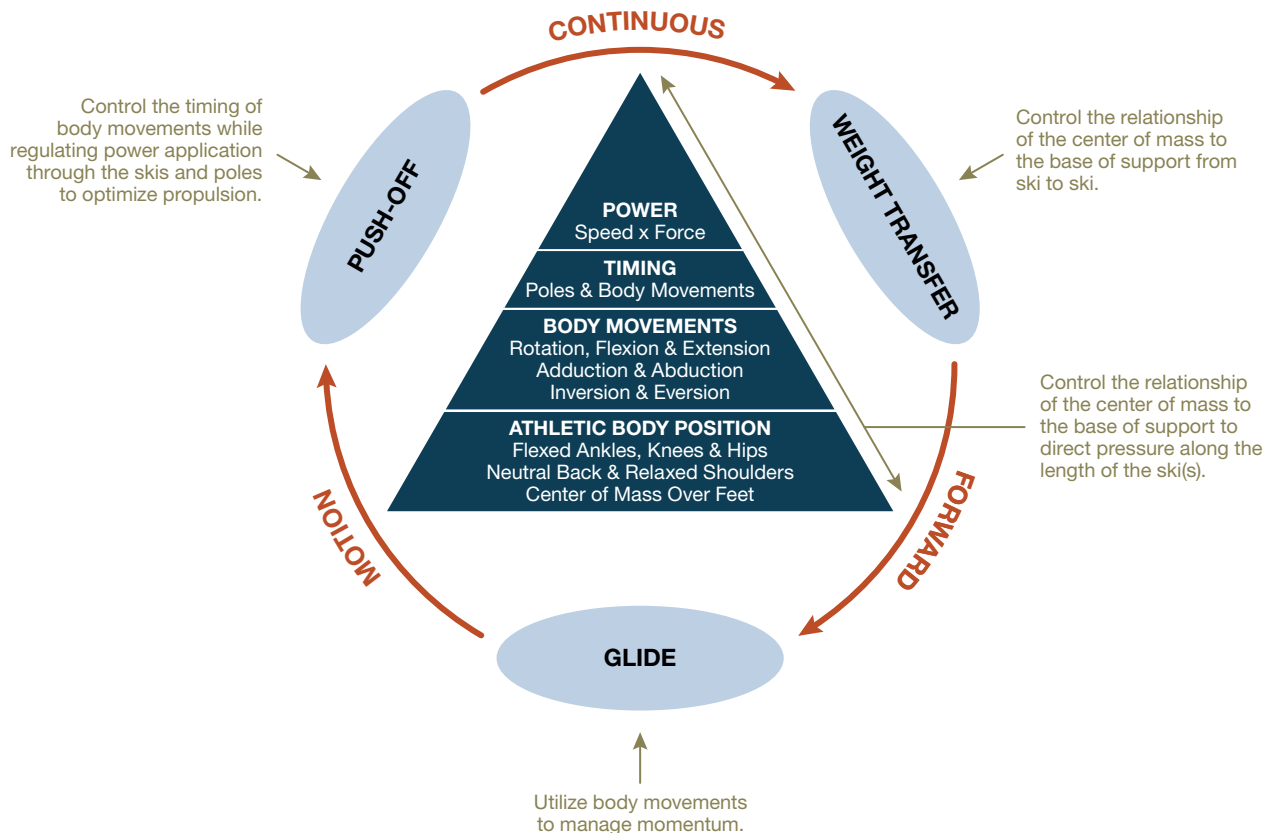 CONTINUOUS
Control the timing of
body movements while
regulating power application
through the skis and poles
to optimize propulsion.
PUSH-OFF
WEIGHT TRANSFER
Control the relationship
of the center of mass to
the base of support from
ski to ski.
POWER
Speed x Force
TIMING
Poles & Body Movements
BODY MOVEMENTS
Rotation, Flexion & Extension
Adduction & Abduction
Inversion & Eversion
ATHLETIC BODY POSITION
Flexed Ankles, Knees & Hips
Neutral Back & Relaxed Shoulders
Center of Mass Over Feet
Control the relationship
of the center of mass to
the base of support to
direct pressure along the
length of the ski(s).
FORWARD
MOTION
GLIDE
Utilize body movements
to manage momentum.